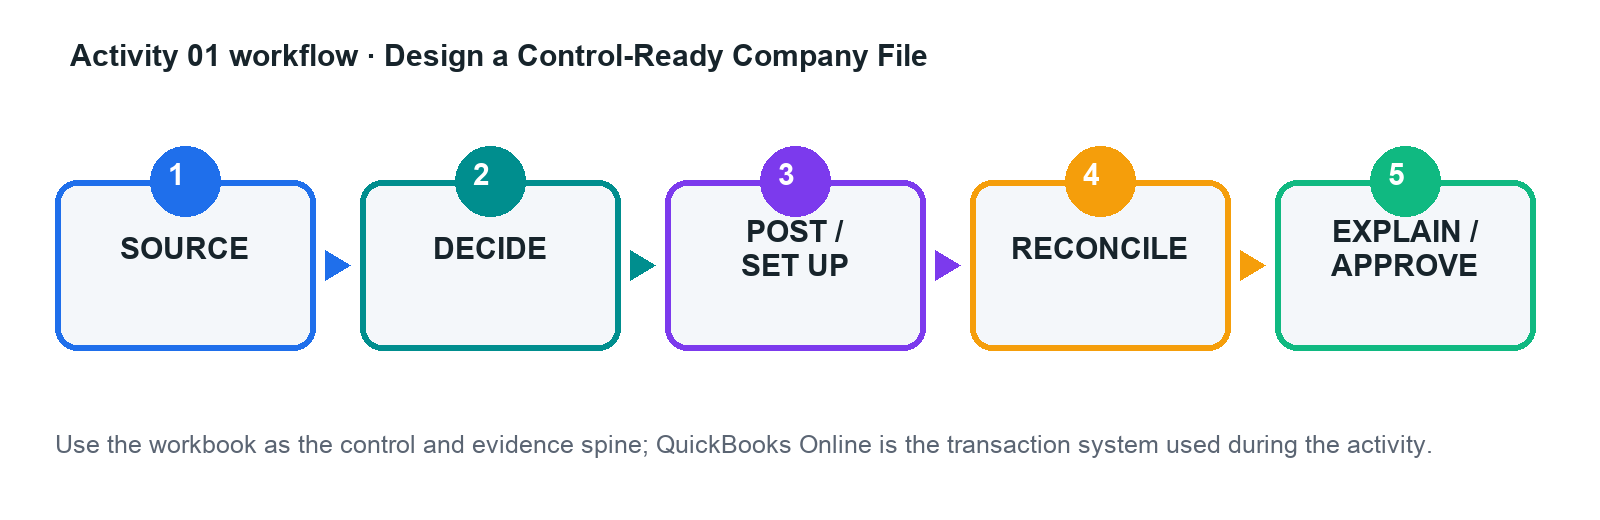 Activity 01 workflow · Design a Control-Ready Company File
1
SOURCE
2
DECIDE
3
POST /
SET UP
4
RECONCILE
5
EXPLAIN /
APPROVE
Use the workbook as the control and evidence spine; QuickBooks Online is the transaction system used during the activity.